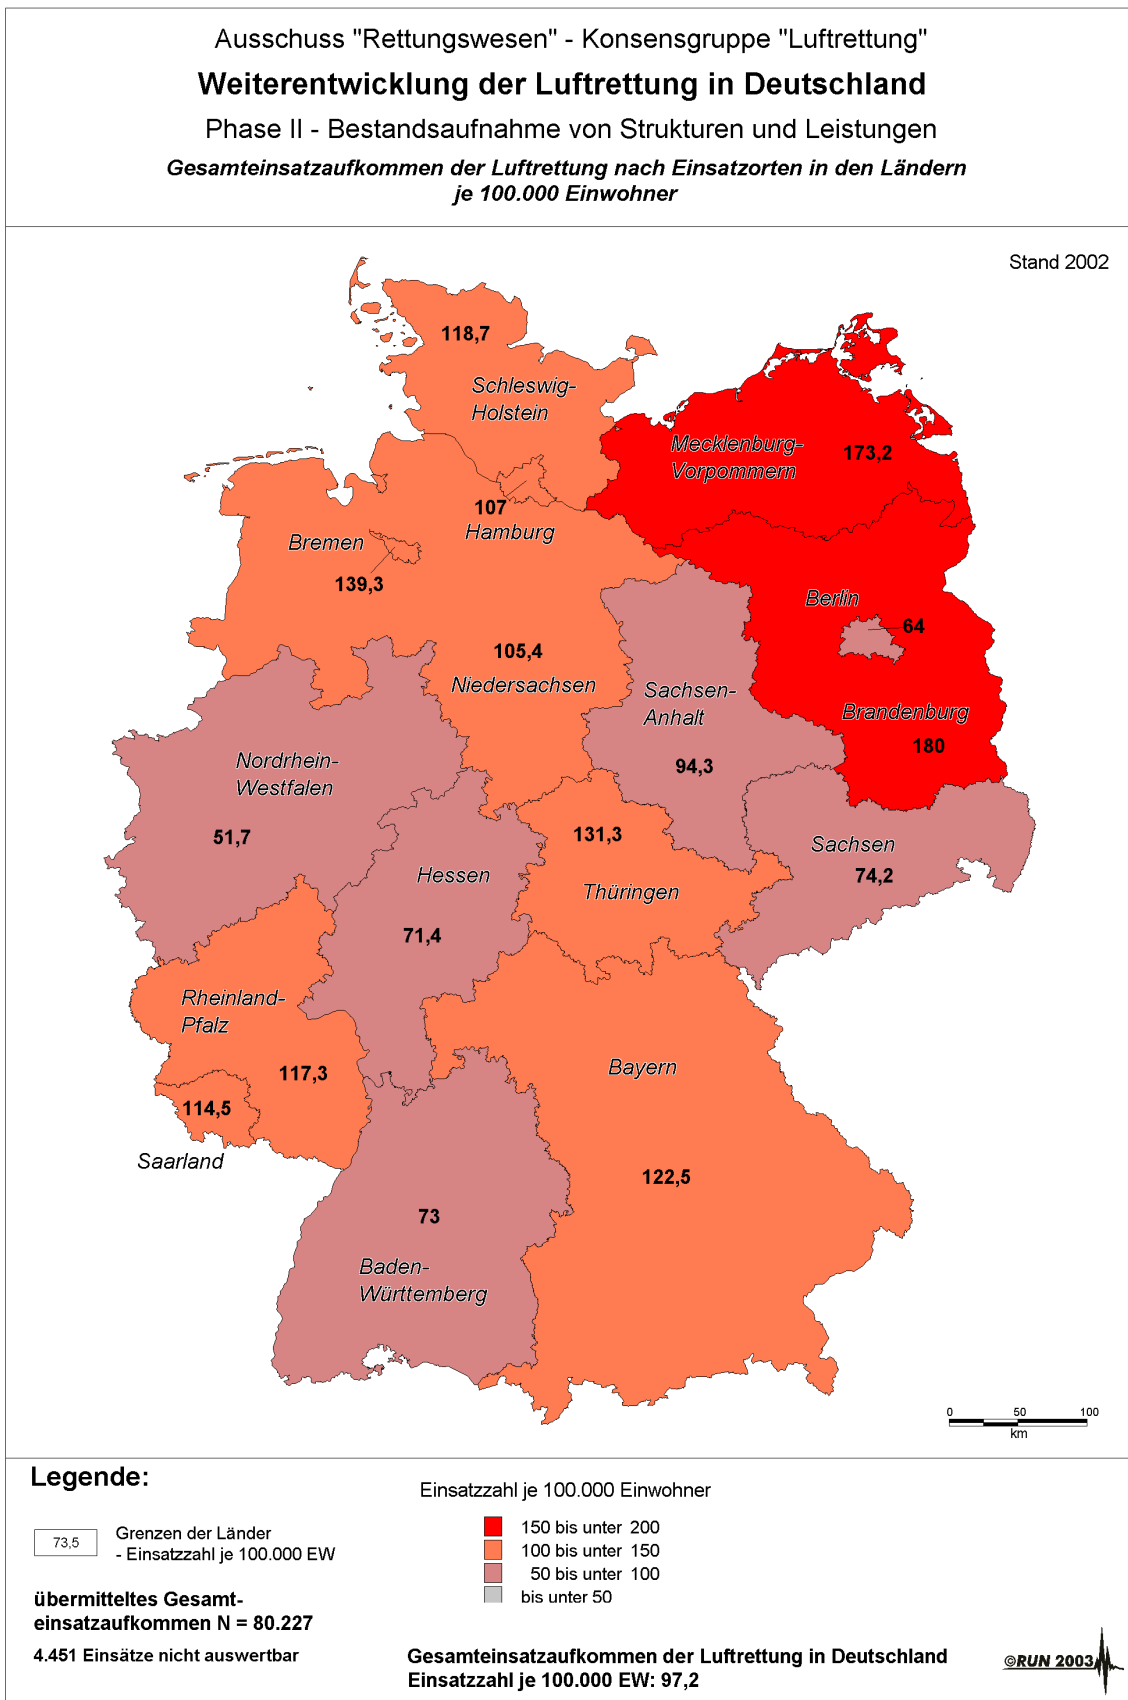 Ausschuss "Rettungswesen" - Konsensgruppe "Luftrettung"
Weiterentwicklung der Luftrettung in Deutschland
Phase II - Bestandsaufnahme von Strukturen und Leistungen
Gesamteinsatzaufkommen der Luftrettung nach Einsatzorten in den Ländern
je 100.000 Einwohner
Stand 2002
118,7
Schleswig-
Holstein
Mecklenburg-
Vorpommern
173,2
107
Hamburg
Bremen
139,3
Berlin
64
105,4
Niedersachsen
Sachsen-
Anhalt
94,3
Brandenburg
180
Nordrhein-
Westfalen
51,7
131,3
Thüringen
Sachsen
74,2
Hessen
71,4
Rheinland-
Pfalz
117,3
114,5
Saarland
Bayern
122,5
73
Baden-
Württemberg
0 50 100
km
Legende:
73,5
Grenzen der Länder
- Einsatzzahl je 100.000 EW
übermitteltes Gesamt-
einsatzaufkommen N = 80.227
4.451 Einsätze nicht auswertbar
Einsatzzahl je 100.000 Einwohner
150 bis unter 200
100 bis unter 150
50 bis unter 100
bis unter 50
Gesamteinsatzaufkommen der Luftrettung in Deutschland
Einsatzzahl je 100.000 EW: 97,2
©RUN 2003